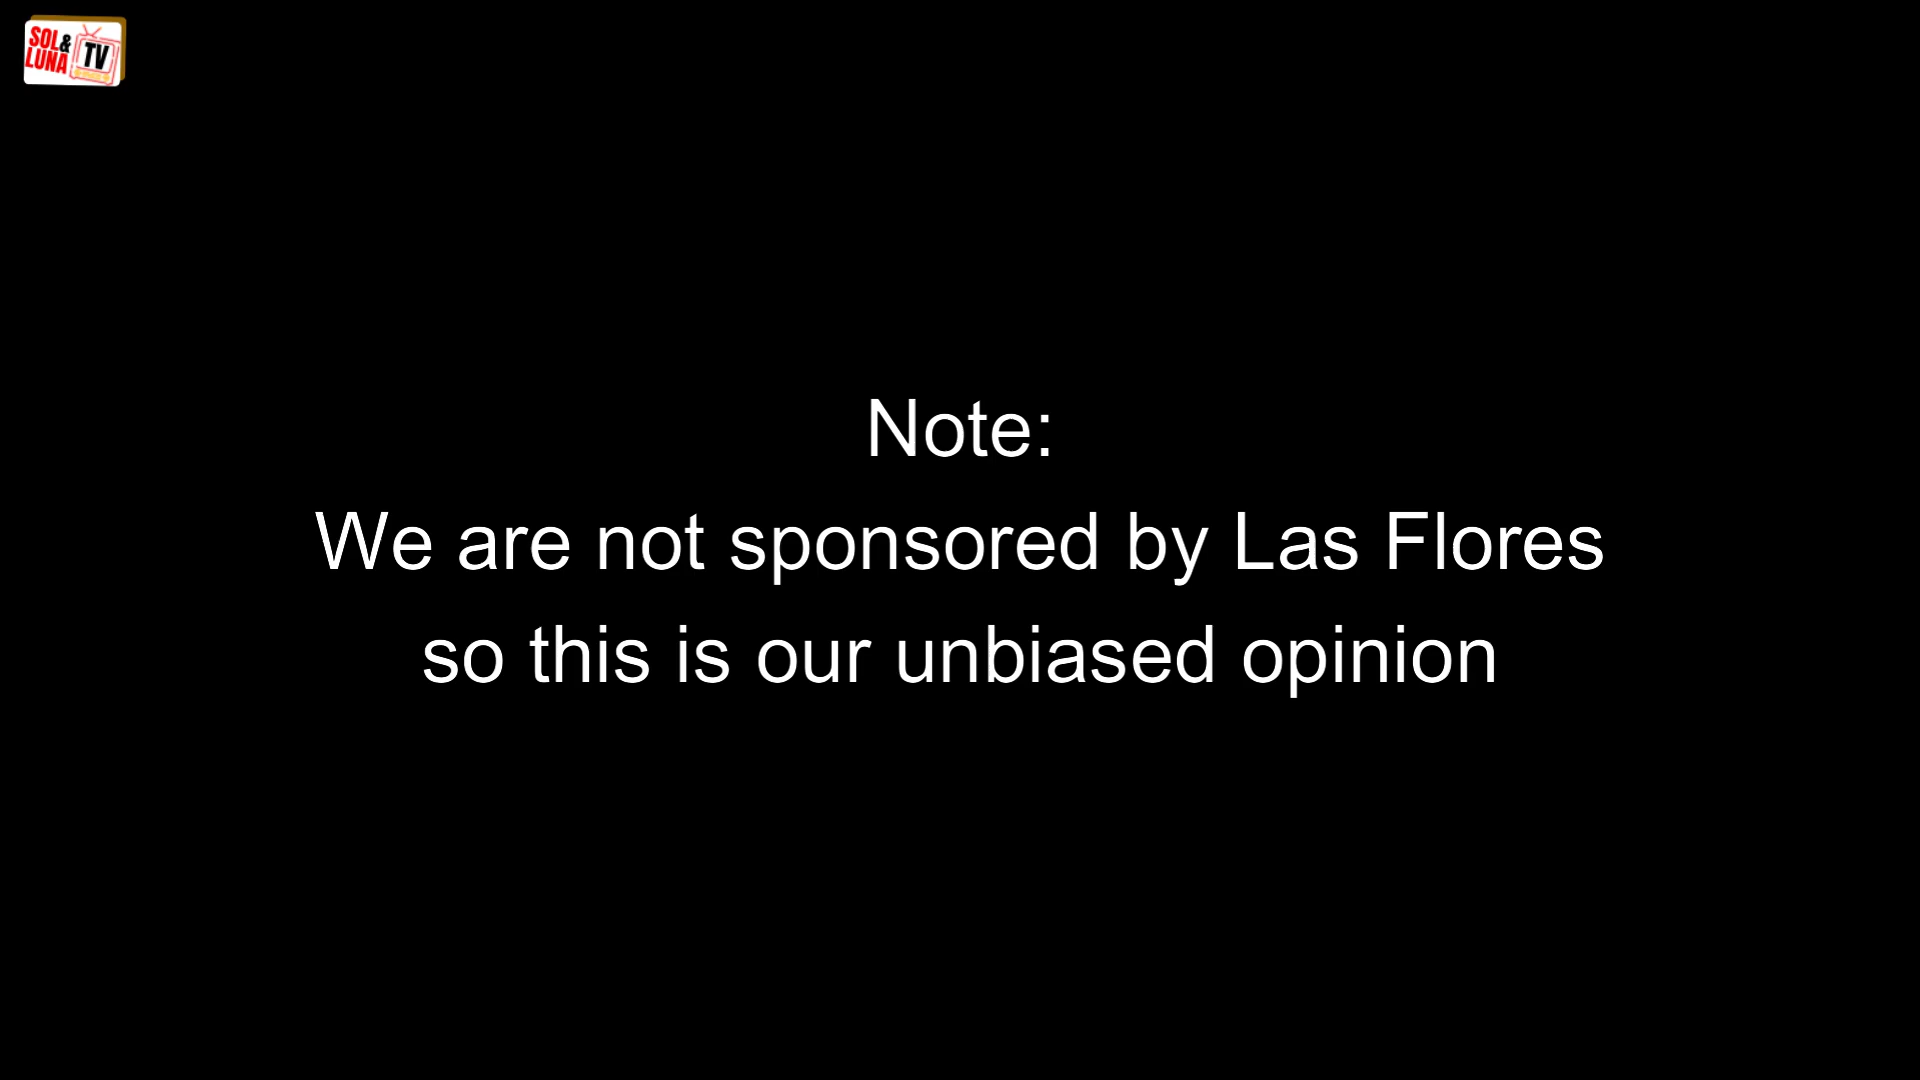 SOL&
LUNA
TV
Note:
We are not sponsored by Las Flores
so this is our unbiased opinion